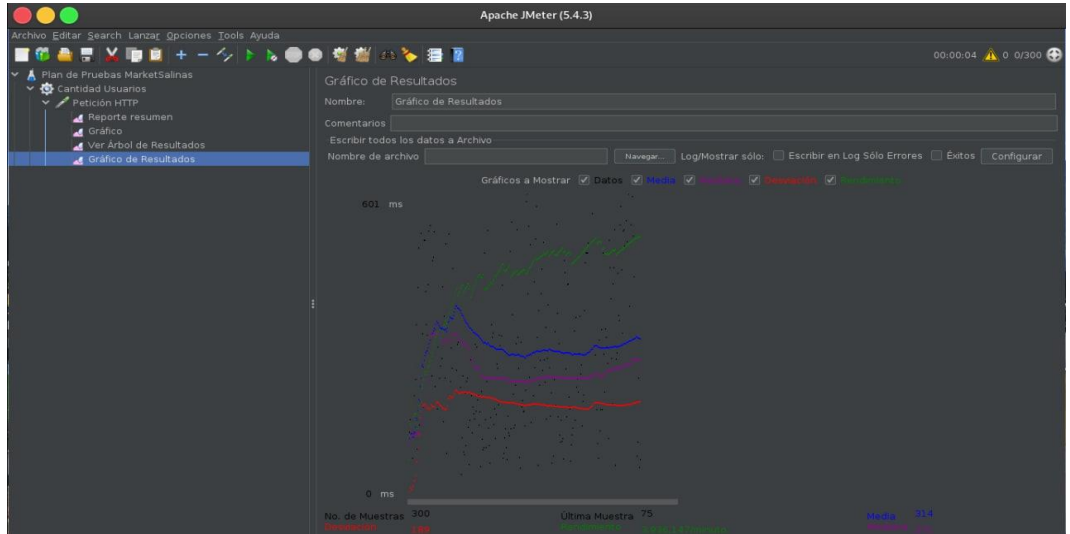 Apache JMeter (5.4.3)
Archivo Editar Search Lanzar Opciones Tools Ayuda
00:00:04 0 0/300
Plan de Pruebas MarketSalinas
Cantidad Usuarios
Petición HTTP
Reporte resumen
Gráfico
Ver Árbol de Resultados
Gráfico de Resultados
Gráfico de Resultados
Nombre: Gráfico de Resultados
Comentarios
Escribir todos los datos a Archivo
Nombre de archivo Navegar... Log/Mostrar sólo: Escribir en Log Sólo Errores Éxitos Configurar
Gráficos a Mostrar Datos Media Desviación Rendimiento
601 ms
0 ms
No. de Muestras 300 Última Muestra 75 Media 314
Desviación Rendimiento